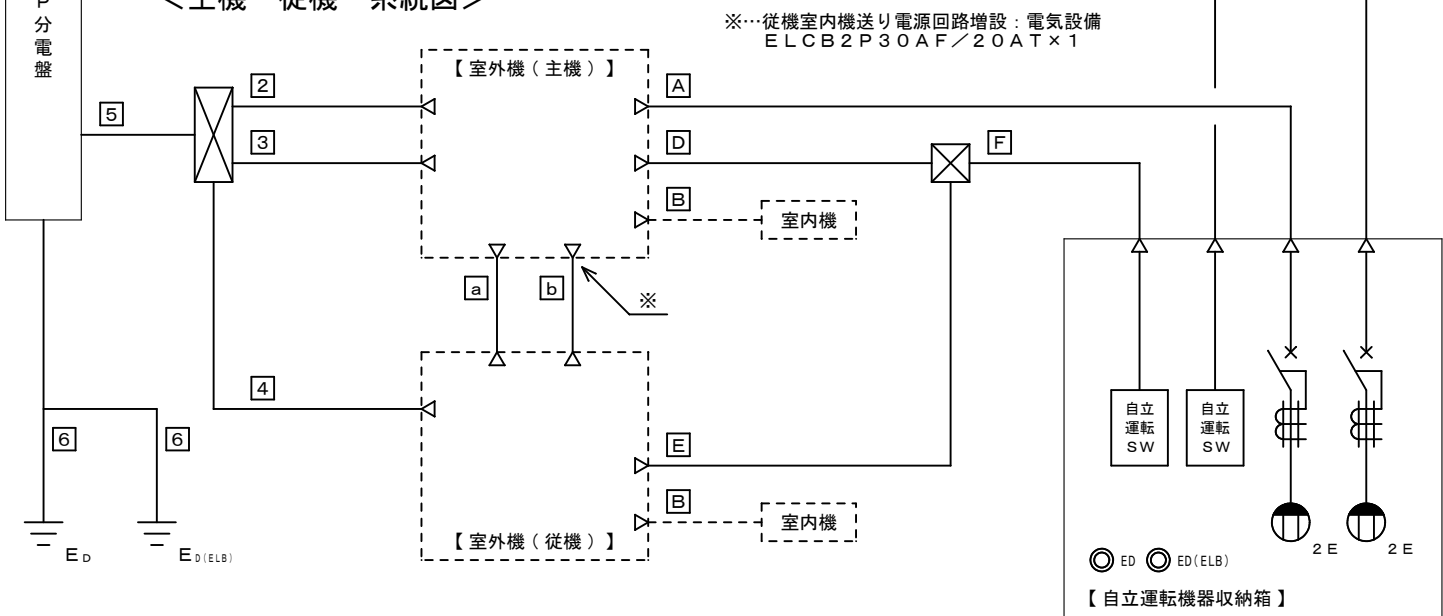 ＜主機－従機 系統図＞
※…従機室内機送り電源回路増設：電気設備
ＥＬＣＢ２Ｐ３０ＡＦ／２０ＡＴ×１
Ｐ分電盤
5
2
3
4
6
6
ＥＤ
ＥＤ(ELB)
【室外機（主機）】
A
D
B
室内機
F
a
b
※
E
B
室内機
【室外機（従機）】
自立
運転
ＳＷ
自立
運転
ＳＷ
２Ｅ
２Ｅ
ED
ED(ELB)
【自立運転機器収納箱】